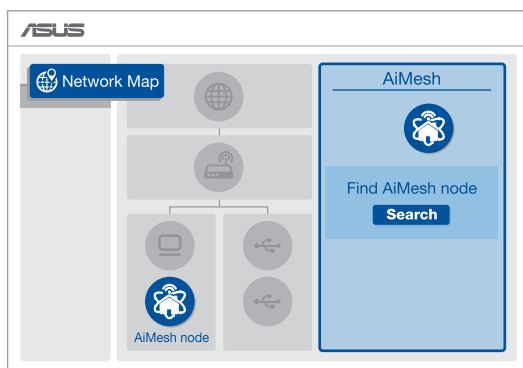 ASUS
Network Map
AiMesh
Find AiMesh node
Search
AiMesh node